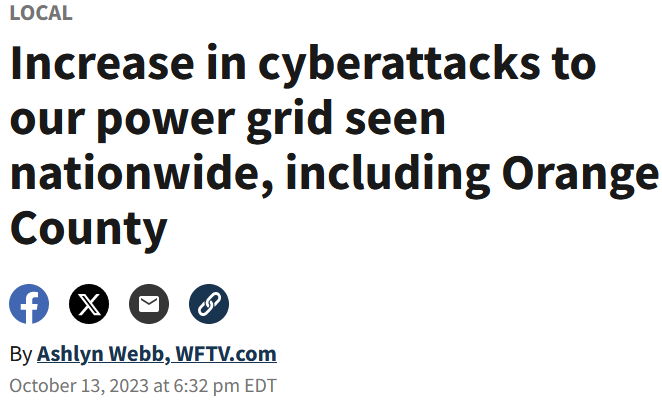 LOCAL
Increase in cyberattacks to
our power grid seen
nationwide, including Orange
County
By Ashlyn Webb, WFTV.com
October 13, 2023 at 6:32 pm EDT